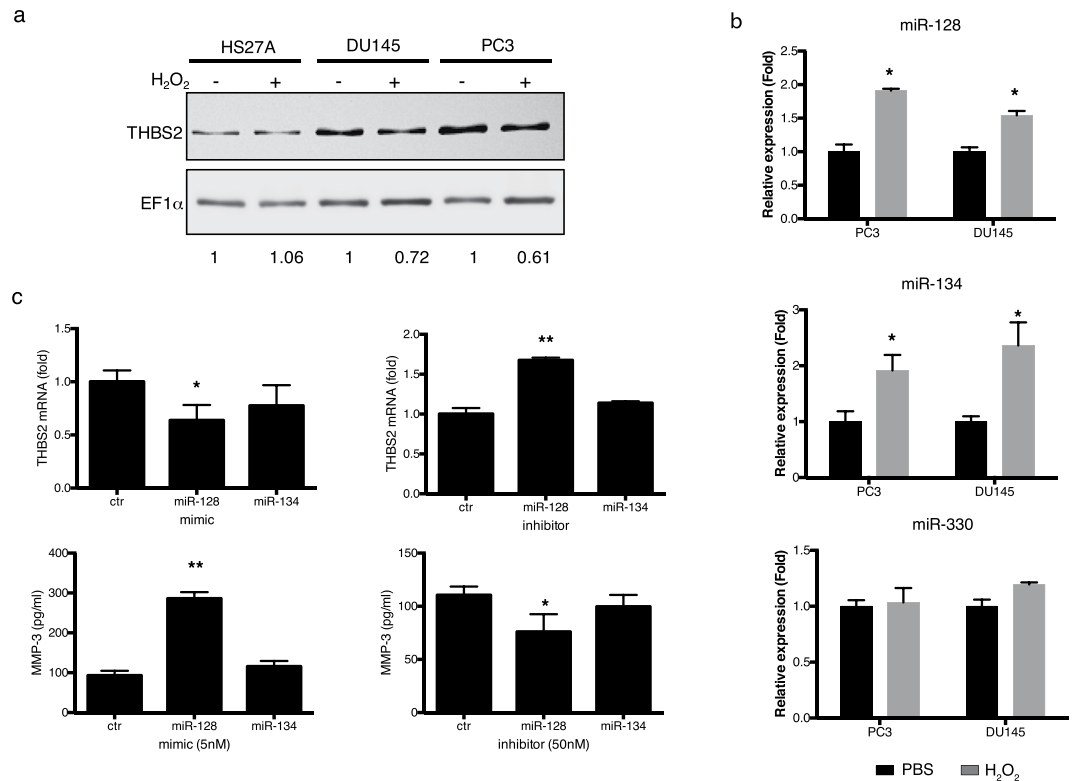 a
HS27A DU145 PC3
H₂O₂ - + - + - +
THBS2
EF1α
1 1.06 1 0.72 1 0.61
b
miR-128
Relative expression (Fold)
2.5
2.0
1.5
1.0
0.5
0.0
* *
PC3 DU145
miR-134
Relative expression (Fold)
3
2
1
0
* *
PC3 DU145
miR-330
Relative expression (Fold)
1.5
1.0
0.5
0.0
PC3 DU145
PBS H₂O₂
c
THBS2 mRNA (fold)
1.5
1.0
0.5
0.0
*
ctr miR-128 miR-134
mimic
THBS2 mRNA (fold)
2.0
1.5
1.0
0.5
0.0
**
ctr miR-128 miR-134
inhibitor
MMP-3 (pg/ml)
400
300
200
100
0
**
ctr miR-128 miR-134
mimic (5nM)
MMP-3 (pg/ml)
150
100
50
0
*
ctr miR-128 miR-134
inhibitor (50nM)